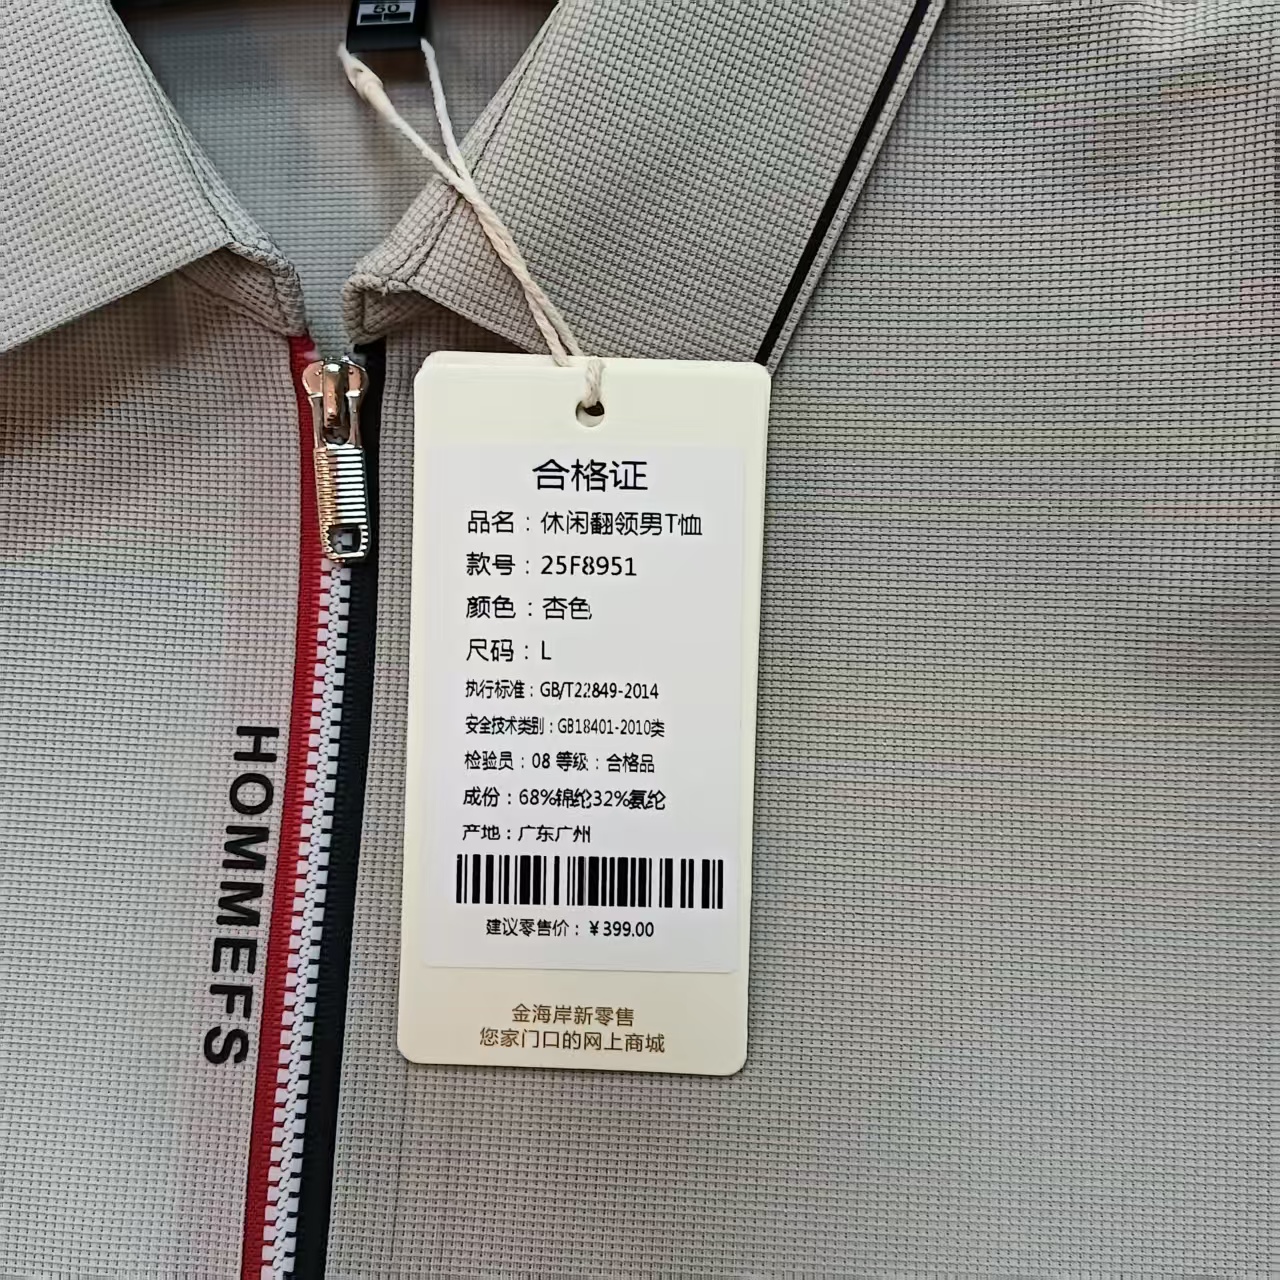 50
L
合格证
品名：休闲翻领男T恤
款号：25F8951
颜色：杏色
尺码：L
执行标准：GB/T22849-2014
安全技术类别：GB18401-2010类
检验员：08 等级：合格品
成份：68%锦纶32%氨纶
产地：广东广州
建议零售价：￥399.00
金海岸新零售
您家门口的网上商城
HOMMEFS